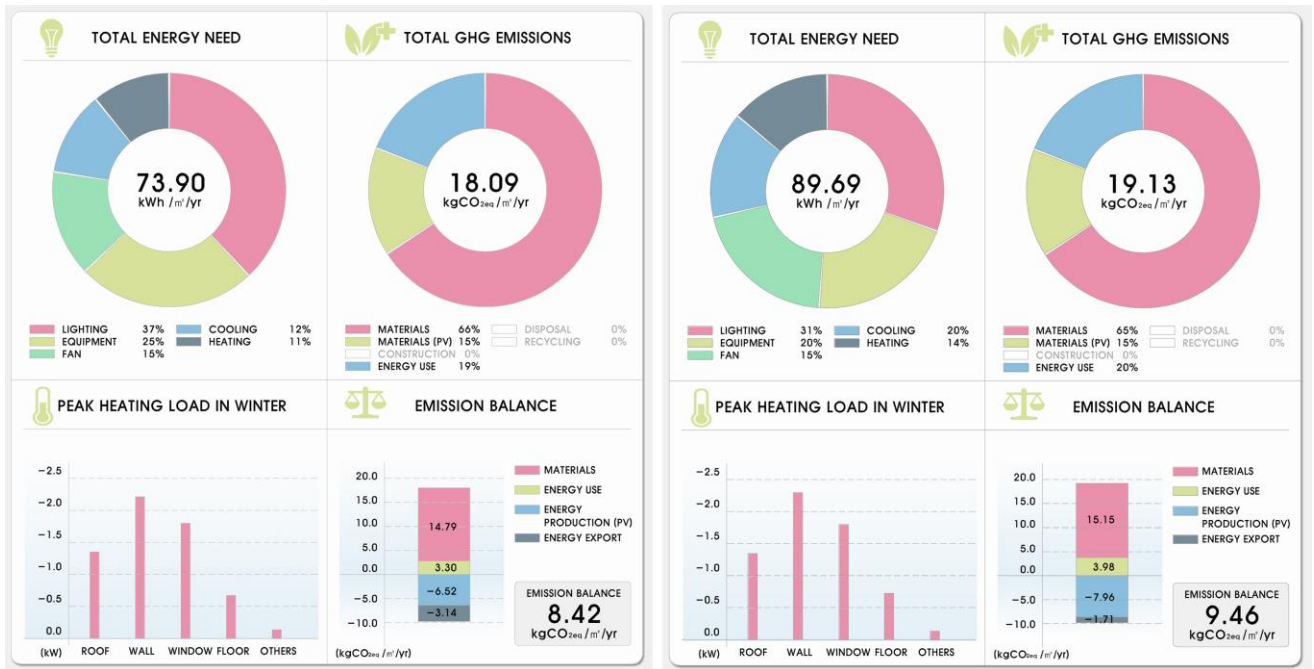 TOTAL ENERGY NEED
73.90
kWh /㎡/yr
LIGHTING 37%
EQUIPMENT 25%
FAN 15%
COOLING 12%
HEATING 11%
TOTAL GHG EMISSIONS
18.09
kgCO2eq /㎡/yr
MATERIALS 66%
MATERIALS (PV) 15%
CONSTRUCTION 0%
ENERGY USE 19%
DISPOSAL 0%
RECYCLING 0%
PEAK HEATING LOAD IN WINTER
−2.5
−2.0
−1.5
−1.0
−0.5
0.0
(kW) ROOF WALL WINDOW FLOOR OTHERS
EMISSION BALANCE
20.0
15.0
10.0
5.0
0.0
−5.0
−10.0
(kgCO2eq /㎡/yr)
14.79
3.30
−6.52
−3.14
MATERIALS
ENERGY USE
ENERGY
PRODUCTION (PV)
ENERGY EXPORT
EMISSION BALANCE
8.42
kgCO2eq /㎡/yr
TOTAL ENERGY NEED
89.69
kWh /㎡/yr
LIGHTING 31%
EQUIPMENT 20%
FAN 15%
COOLING 20%
HEATING 14%
TOTAL GHG EMISSIONS
19.13
kgCO2eq /㎡/yr
MATERIALS 65%
MATERIALS (PV) 15%
CONSTRUCTION 0%
ENERGY USE 20%
DISPOSAL 0%
RECYCLING 0%
PEAK HEATING LOAD IN WINTER
−2.5
−2.0
−1.5
−1.0
−0.5
0.0
(kW) ROOF WALL WINDOW FLOOR OTHERS
EMISSION BALANCE
20.0
15.0
10.0
5.0
0.0
−5.0
−10.0
(kgCO2eq /㎡/yr)
15.15
3.98
−7.96
−1.71
MATERIALS
ENERGY USE
ENERGY
PRODUCTION (PV)
ENERGY EXPORT
EMISSION BALANCE
9.46
kgCO2eq /㎡/yr